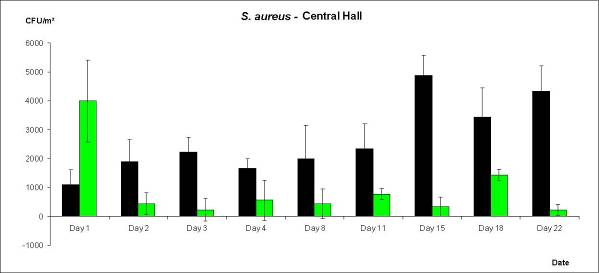 S. aureus - Central Hall
CFU/m²
6000
5000
4000
3000
2000
1000
0
-1000
Day 1 Day 2 Day 3 Day 4 Day 8 Day 11 Day 15 Day 18 Day 22
Date